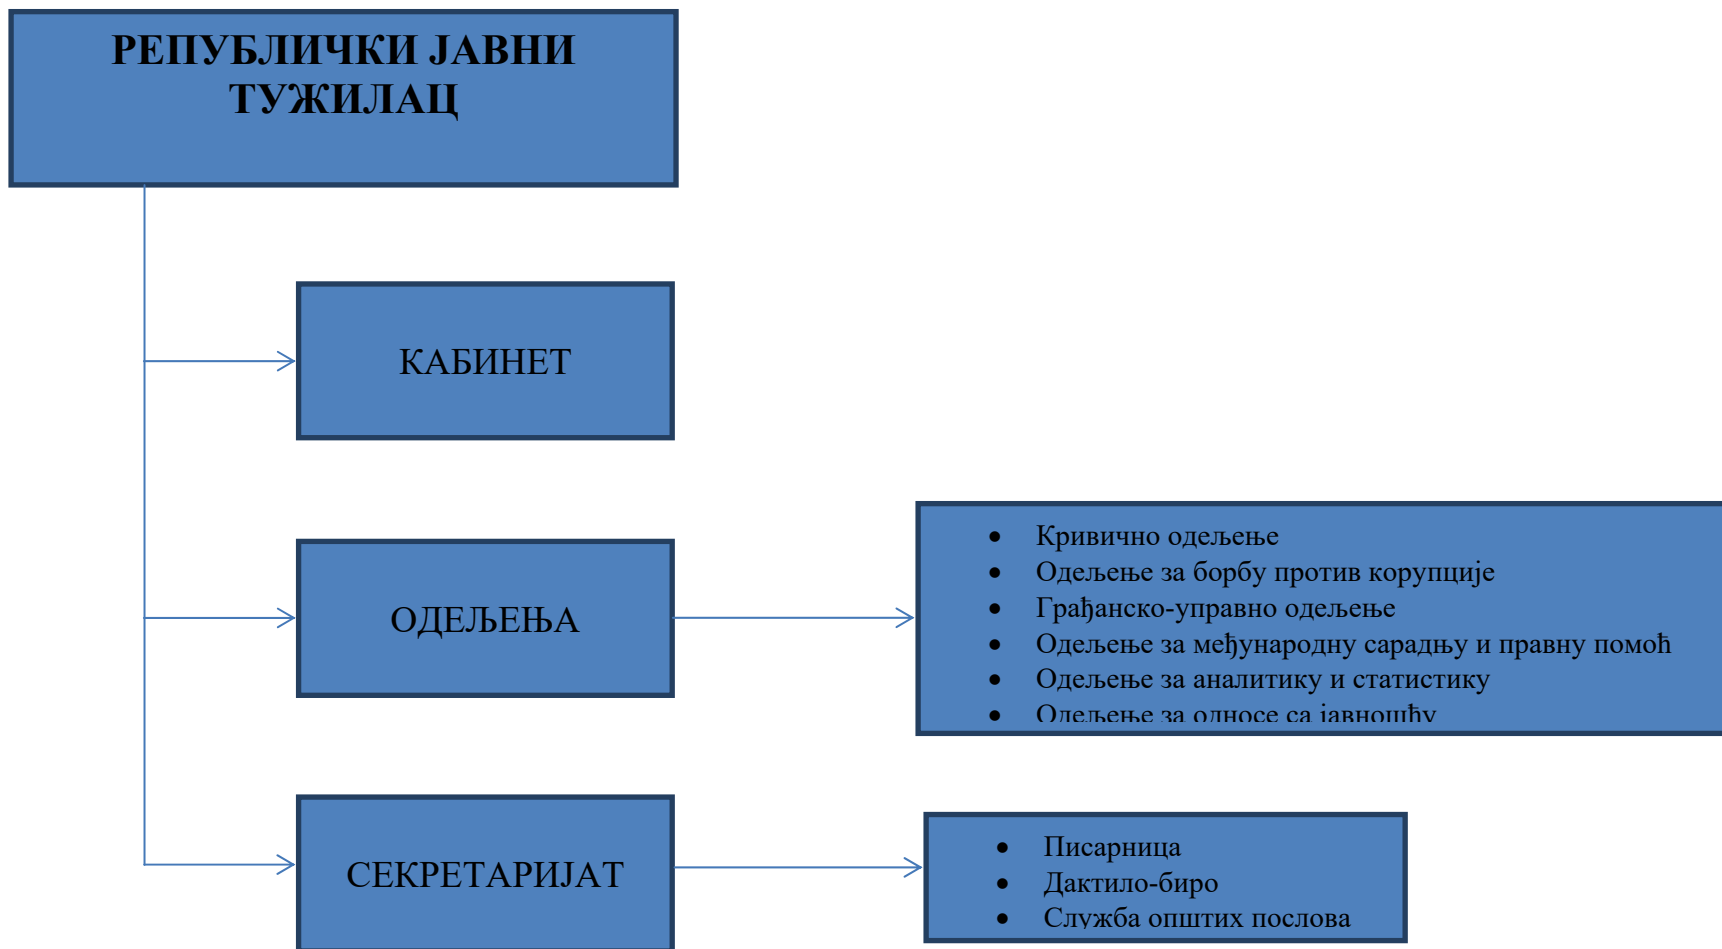 РЕПУБЛИЧКИ ЈАВНИ
ТУЖИЛАЦ
КАБИНЕТ
ОДЕЉЕЊА
• Кривично одељење
• Одељење за борбу против корупције
• Грађанско-управно одељење
• Одељење за међународну сарадњу и правну помоћ
• Одељење за аналитику и статистику
• Одељење за односе са јавношћу
СЕКРЕТАРИЈАТ
• Писарница
• Дактило-биро
• Служба општих послова